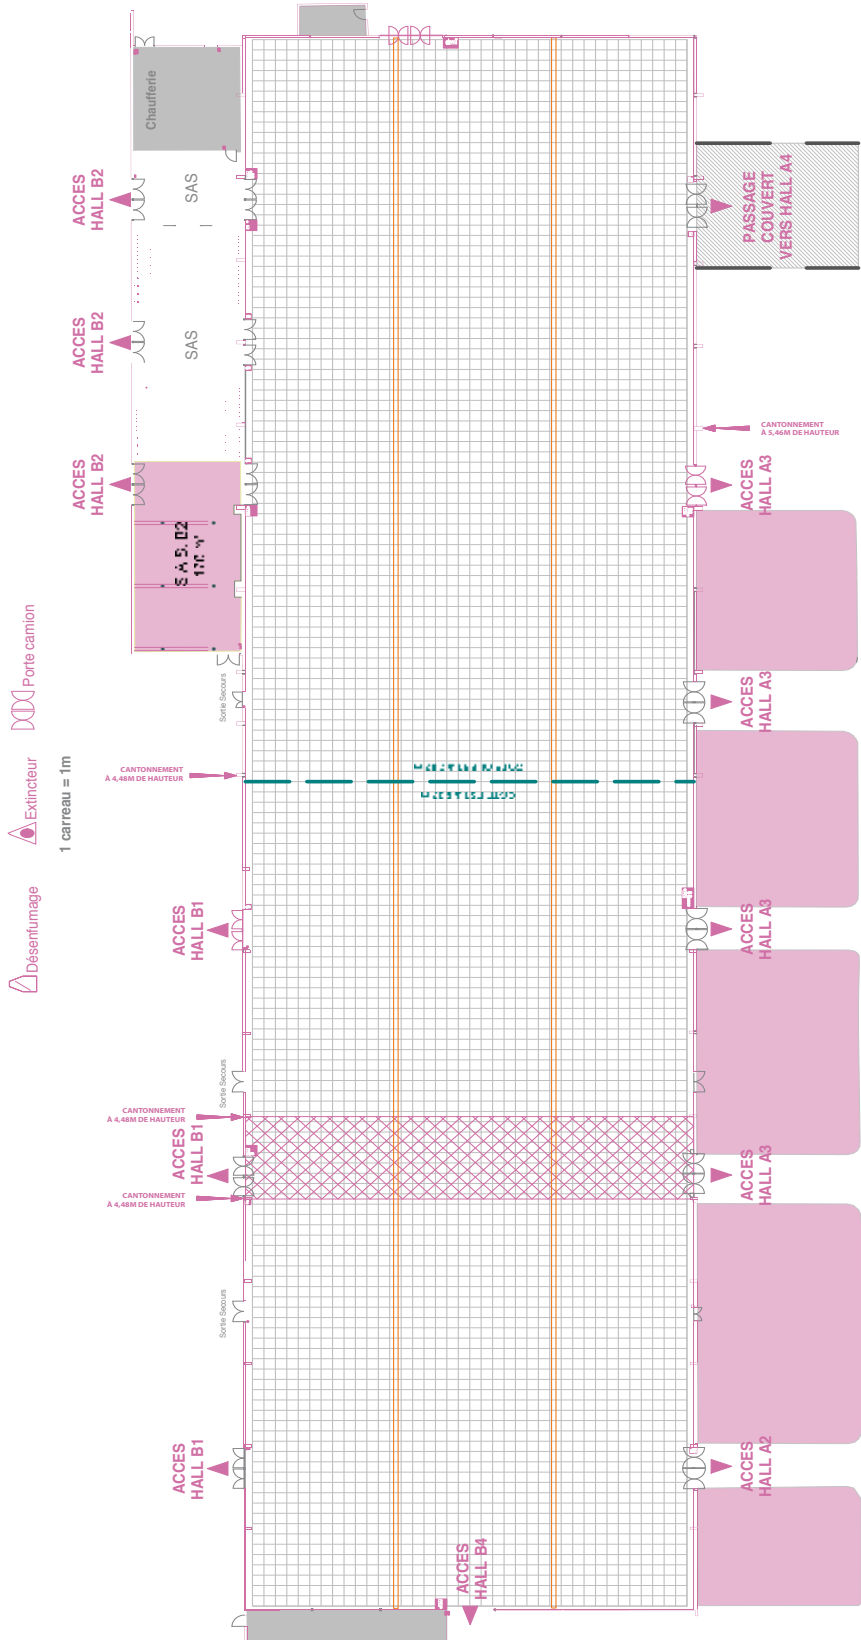 Chaufferie
ACCES
HALL B2
SAS
PASSAGE
COUVERT
VERS HALL A4
ACCES
HALL B2
SAS
CANTONNEMENT
À 5,46M DE HAUTEUR
ACCES
HALL B2
ACCES
HALL A3
Porte camion
Sortie Secours
ACCES
HALL A3
CANTONNEMENT
À 4,48M DE HAUTEUR
Extincteur
1 carreau = 1m
Désenfumage
ACCES
HALL B1
ACCES
HALL A3
Sortie Secours
CANTONNEMENT
À 4,48M DE HAUTEUR
ACCES
HALL B1
ACCES
HALL A3
CANTONNEMENT
À 4,48M DE HAUTEUR
Sortie Secours
ACCES
HALL B1
ACCES
HALL A2
ACCES
HALL B4